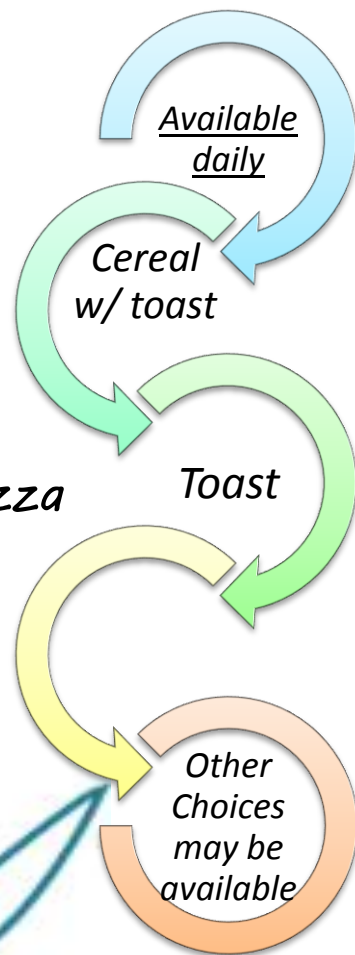 Available
daily
Cereal
w/ toast
Toast
Other
Choices
may be
available